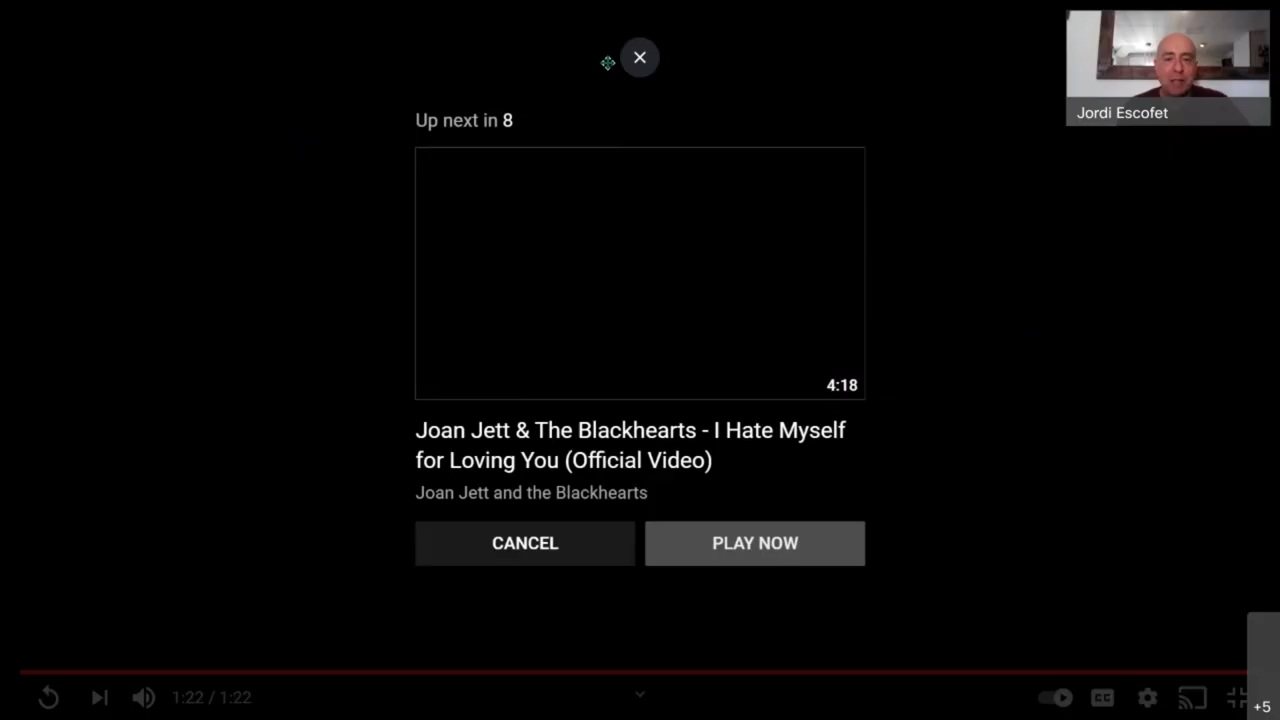 Jordi Escofet
Up next in 8
4:18
Joan Jett & The Blackhearts - I Hate Myself
for Loving You (Official Video)
Joan Jett and the Blackhearts
CANCEL
PLAY NOW
1:22 / 1:22
CC
+5